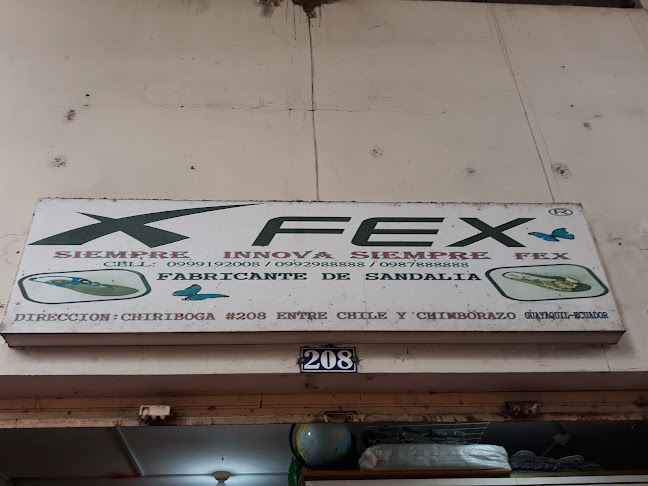 X FEX ®
SIEMPRE INNOVA SIEMPRE FEX
CELL: 0999192008 / 0992988888 / 0987888888
FABRICANTE DE SANDALIA
DIRECCION: CHIRIBOGA #208 ENTRE CHILE Y CHIMBORAZO GUAYAQUIL-ECUADOR
208